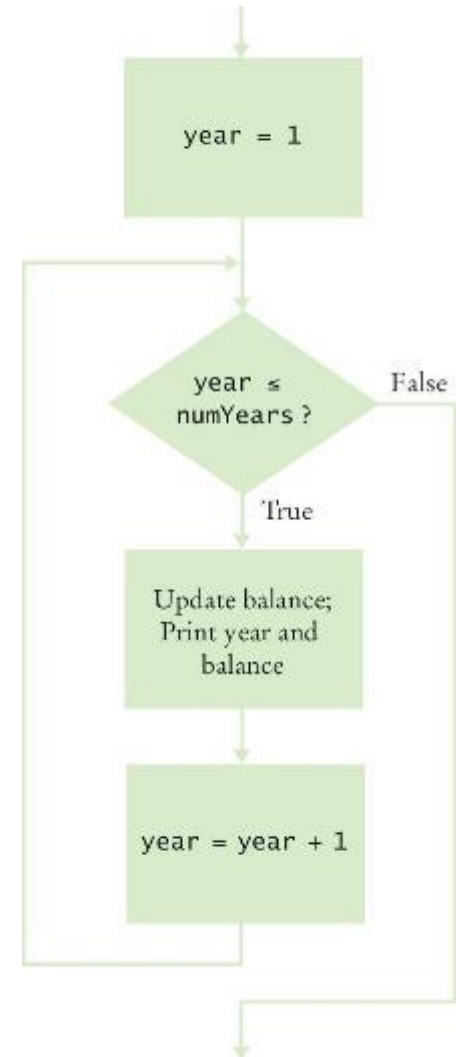 year = 1
year ≤
numYears ?
False
True
Update balance;
Print year and
balance
year = year + 1